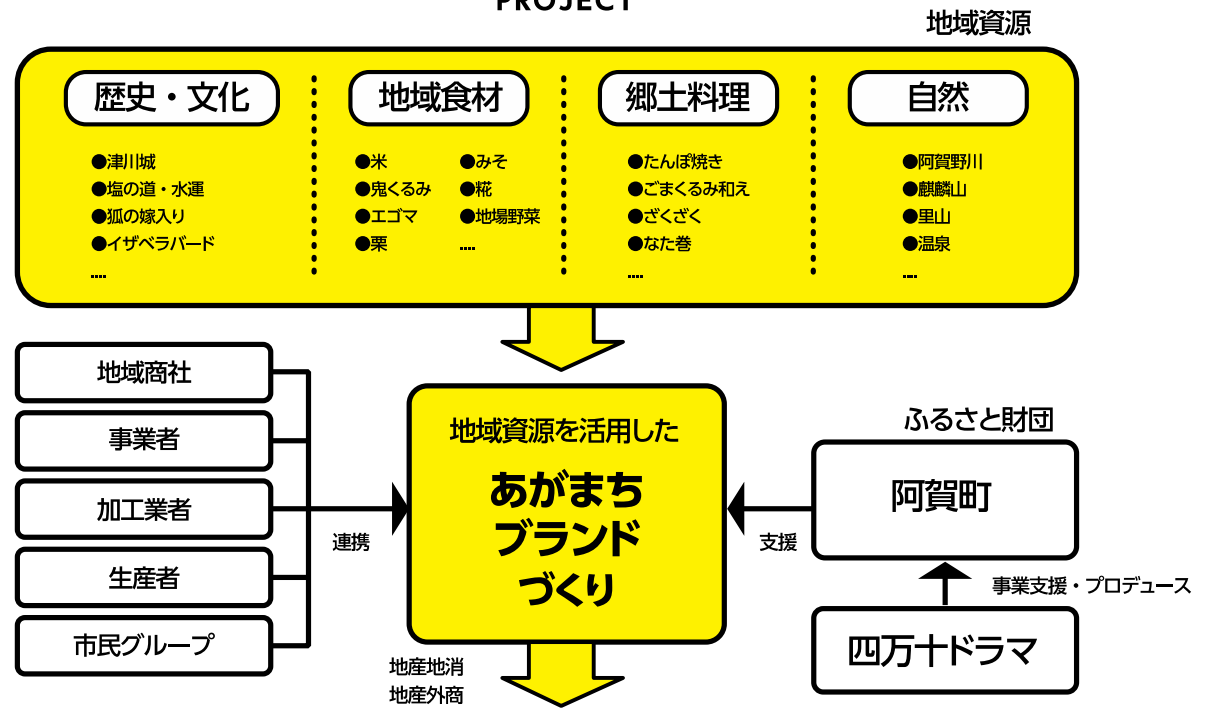 PROJECT
地域資源
歴史・文化
●津川城
●塩の道・水運
●狐の嫁入り
●イザベラバード
....
地域食材
●米
●鬼くるみ
●エゴマ
●栗
●みそ
●糀
●地場野菜
....
郷土料理
●たんぽ焼き
●ごまくるみ和え
●ざくざく
●なた巻
....
自然
●阿賀野川
●麒麟山
●里山
●温泉
....
地域商社
事業者
加工業者
生産者
市民グループ
連携
地域資源を活用した
あがまち
ブランド
づくり
支援
ふるさと財団
阿賀町
事業支援・プロデュース
四万十ドラマ
地産地消
地産外商